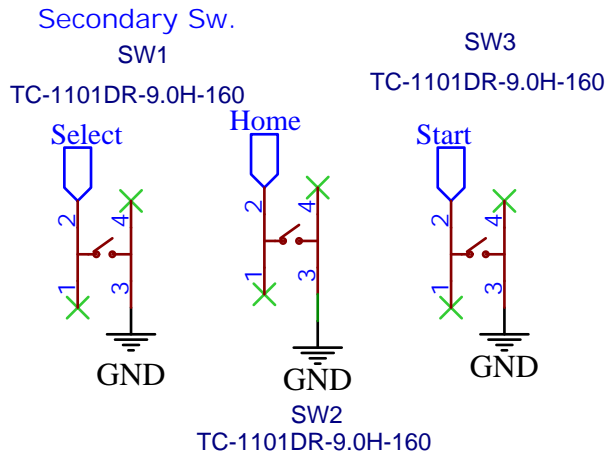 Secondary Sw.
SW1
TC-1101DR-9.0H-160
SW3
TC-1101DR-9.0H-160
Select
Home
Start
2
4
2
4
2
4
1
3
1
3
1
3
GND
GND
GND
SW2
TC-1101DR-9.0H-160